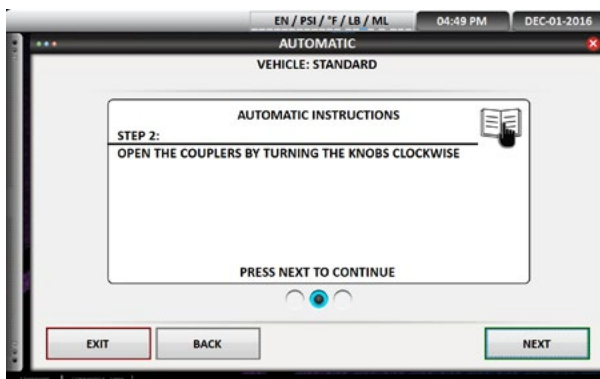 EN / PSI / °F / LB / ML
04:49 PM
DEC-01-2016
AUTOMATIC
VEHICLE: STANDARD
AUTOMATIC INSTRUCTIONS
STEP 2:
OPEN THE COUPLERS BY TURNING THE KNOBS CLOCKWISE
PRESS NEXT TO CONTINUE
EXIT
BACK
NEXT